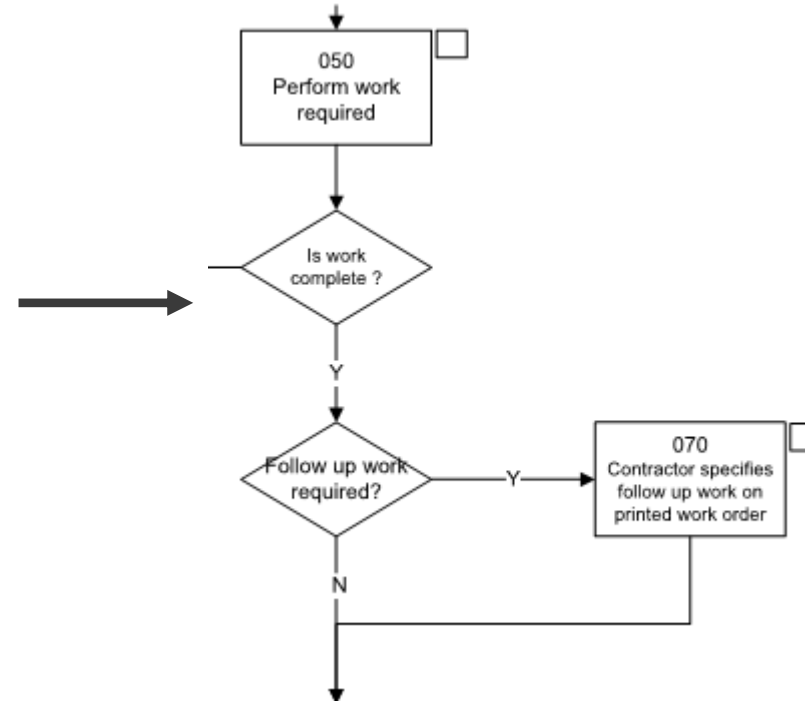 050
Perform work
required
Is work
complete ?
Y
Follow up work
required?
Y
070
Contractor specifies
follow up work on
printed work order
N